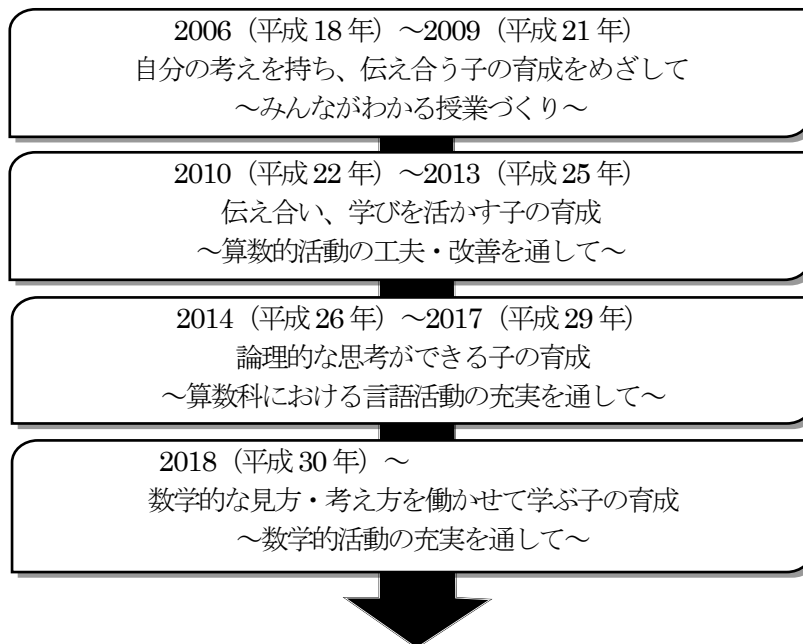 2006（平成 18 年）～2009（平成 21 年）
自分の考えを持ち、伝え合う子の育成をめざして
～みんながわかる授業づくり～
2010（平成 22 年）～2013（平成 25 年）
伝え合い、学びを活かす子の育成
～算数的活動の工夫・改善を通して～
2014（平成 26 年）～2017（平成 29 年）
論理的な思考ができる子の育成
～算数科における言語活動の充実を通して～
2018（平成 30 年）～
数学的な見方・考え方を働かせて学ぶ子の育成
～数学的活動の充実を通して～